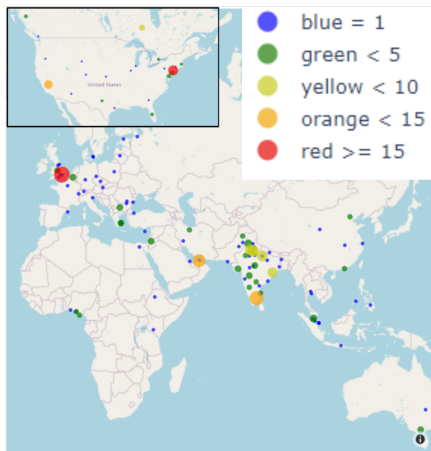 blue = 1
green < 5
yellow < 10
orange < 15
red >= 15
United States